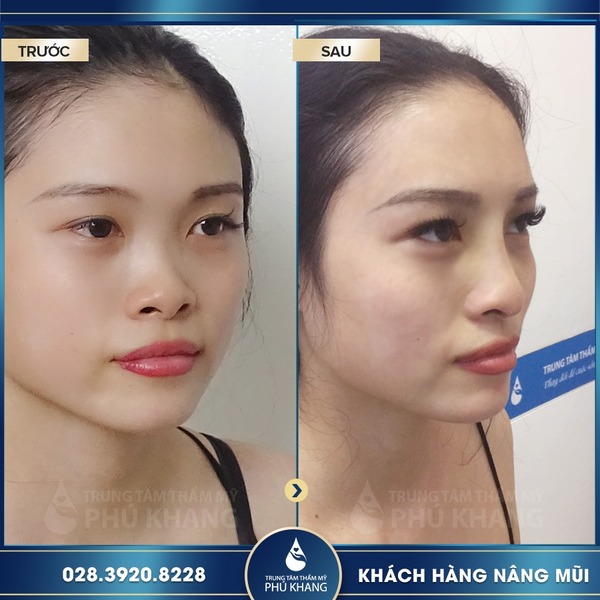 TRƯỚC
SAU
TRUNG TÂM THẨM
TRUNG TÂM THẨM MỸ
PHÚ KHANG
TRUNG TÂM THẨM MỸ
PHÚ KHANG
028.3920.8228
TRUNG TÂM THẨM MỸ
PHÚ KHANG
KHÁCH HÀNG NÂNG MŨI